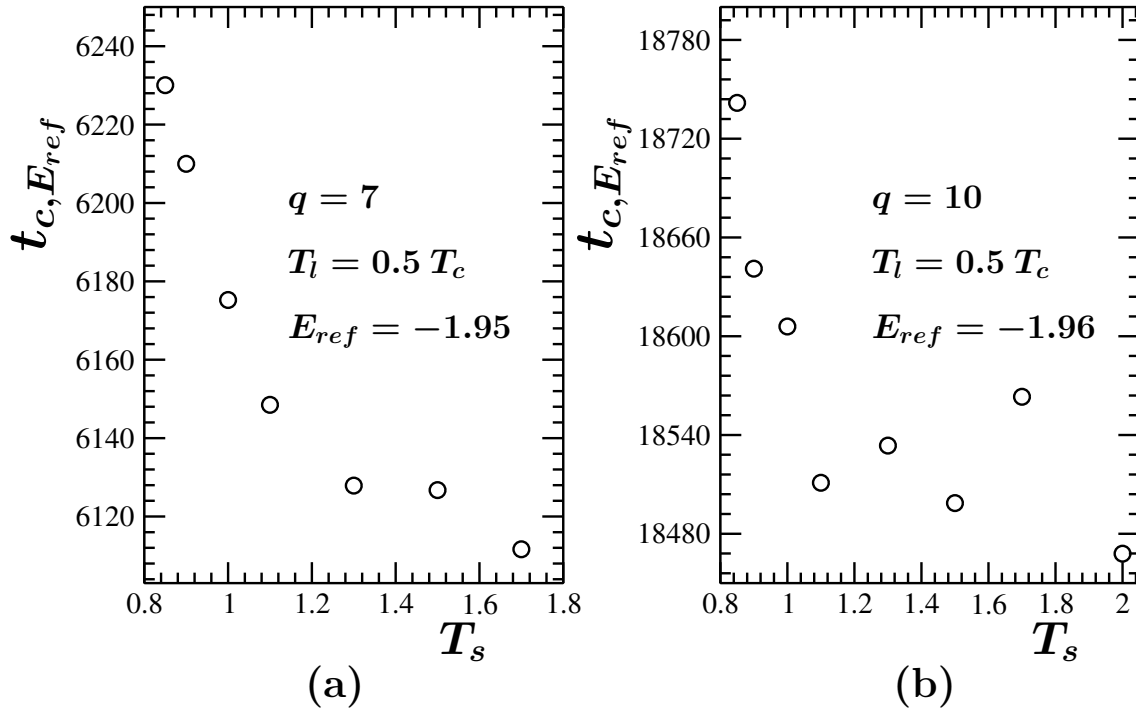 6240
6220
6200
6180
6160
6140
6120
t_{c,E_{ref}}
q = 7
T_l = 0.5 T_c
E_{ref} = −1.95
0.8 1 1.2 1.4 1.6 1.8
T_s
(a)
18780
18720
18660
18600
18540
18480
t_{c,E_{ref}}
q = 10
T_l = 0.5 T_c
E_{ref} = −1.96
0.8 1 1.2 1.4 1.6 1.8 2
T_s
(b)